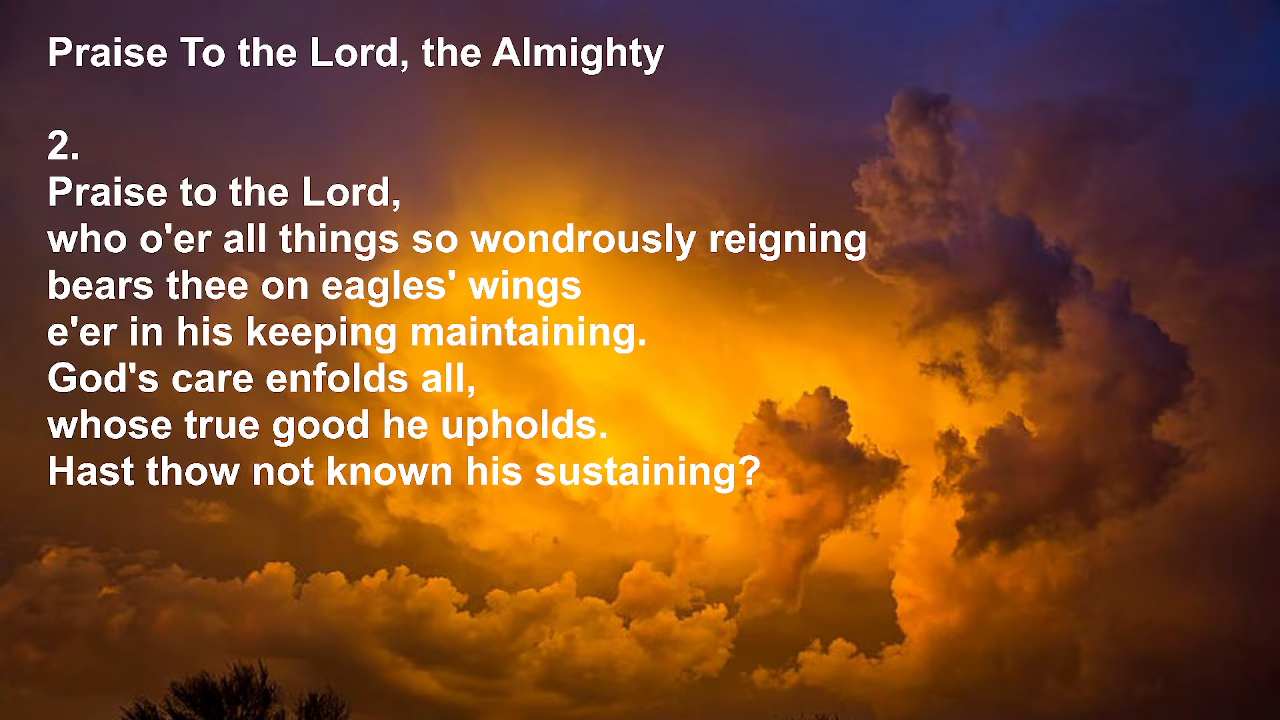 Praise To the Lord, the Almighty
2.
Praise to the Lord,
who o'er all things so wondrously reigning
bears thee on eagles' wings
e'er in his keeping maintaining.
God's care enfolds all,
whose true good he upholds.
Hast thow not known his sustaining?